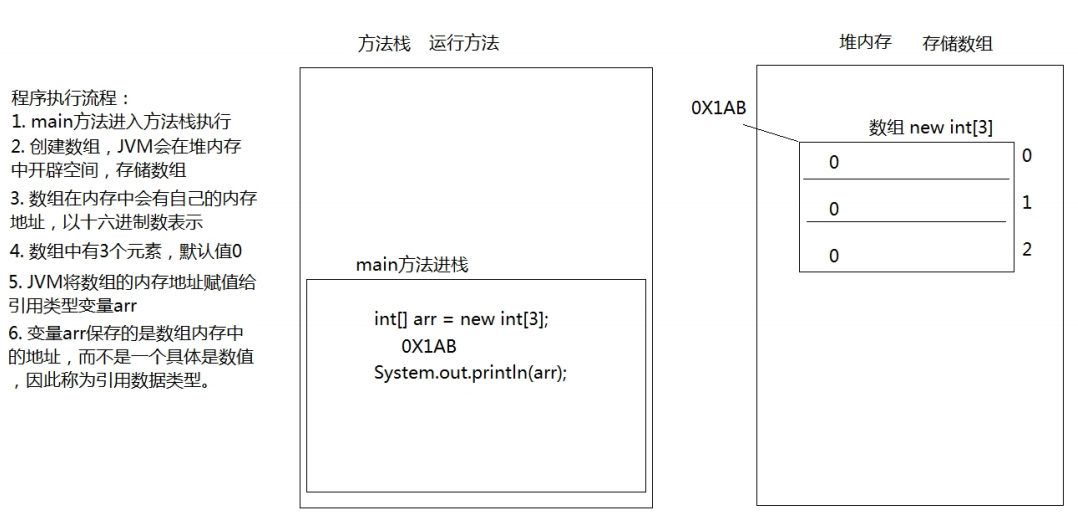 方法栈 运行方法
堆内存 存储数组
程序执行流程：
1. main方法进入方法栈执行
2. 创建数组，JVM会在堆内存
中开辟空间，存储数组
3. 数组在内存中会有自己的内存
地址，以十六进制数表示
4. 数组中有3个元素，默认值0
5. JVM将数组的内存地址赋值给
引用类型变量arr
6. 变量arr保存的是数组内存中
的地址，而不是一个具体是数值
，因此称为引用数据类型。
main方法进栈
int[] arr = new int[3];
0X1AB
System.out.println(arr);
0X1AB
数组 new int[3]
0 0
0 1
0 2